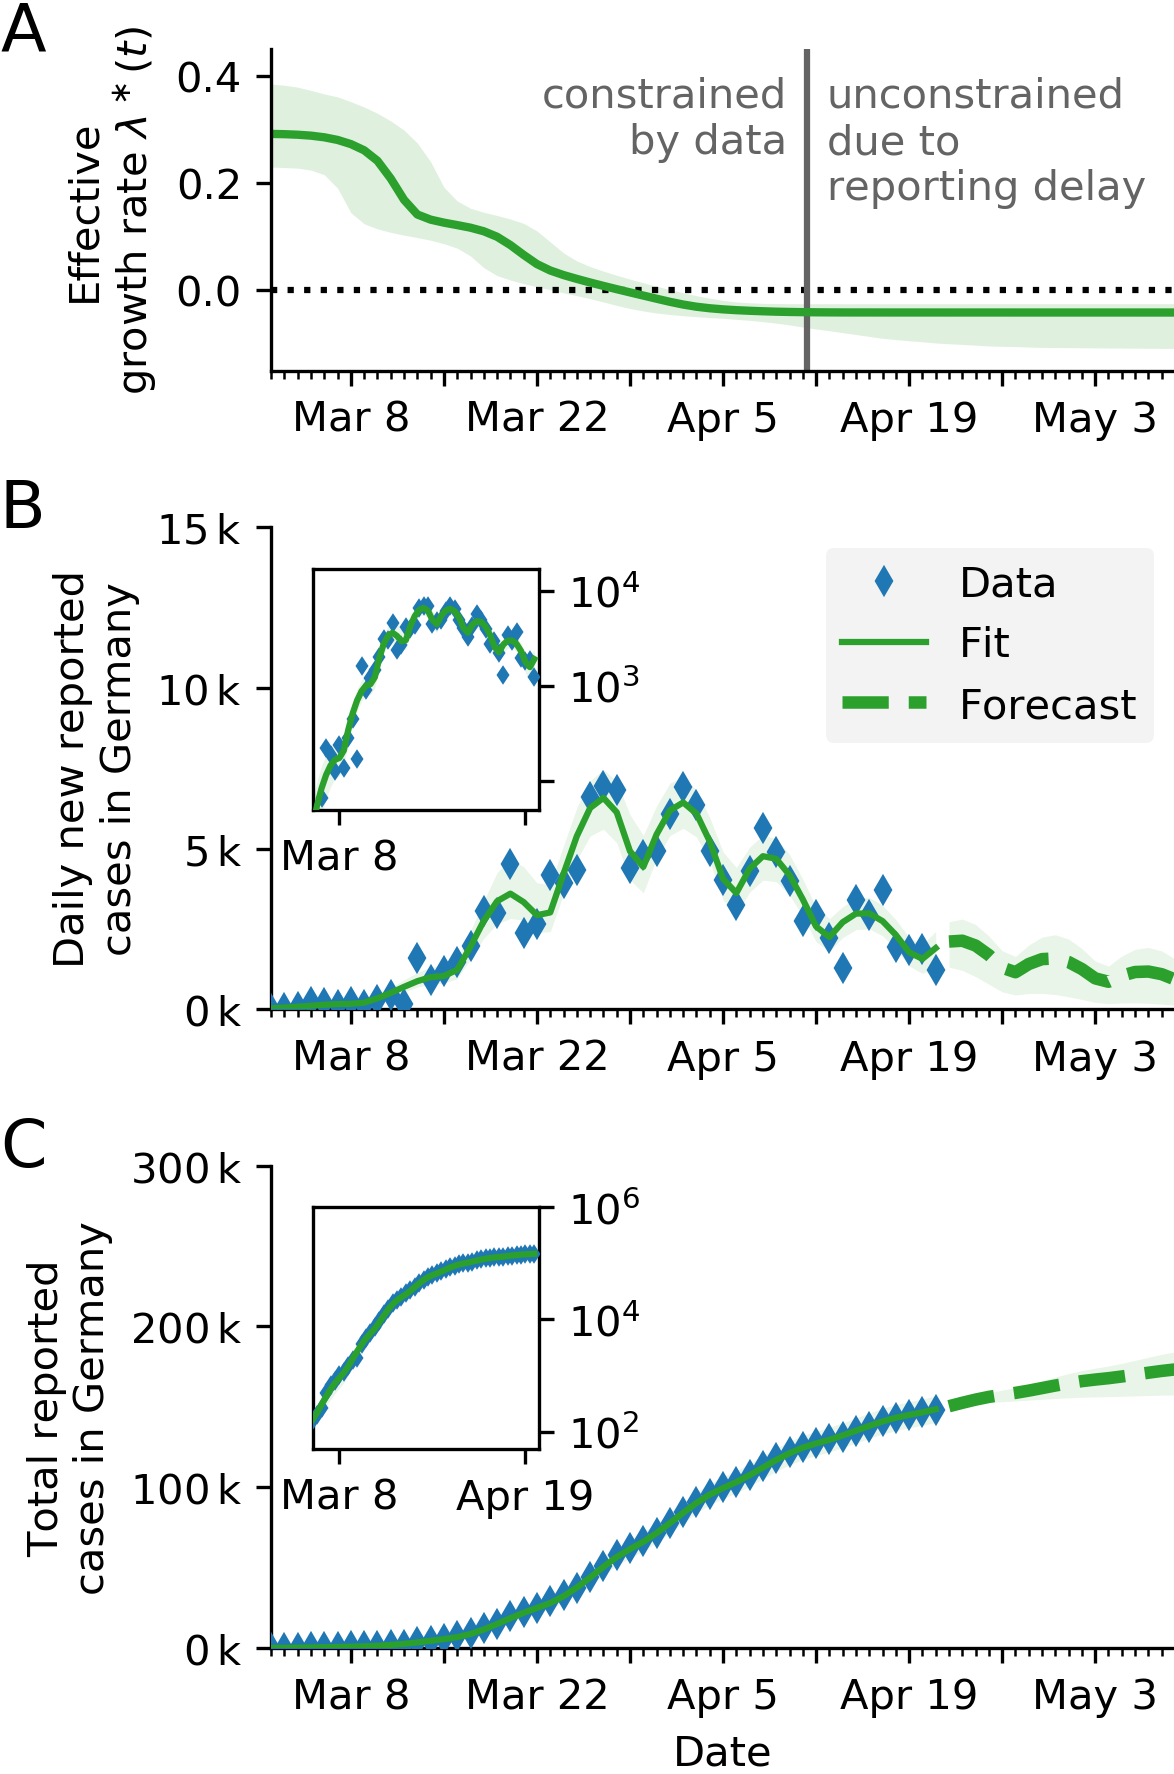 A
Effective
growth rate λ * (t)
0.4
0.2
0.0
constrained
by data
unconstrained
due to
reporting delay
Mar 8
Mar 22
Apr 5
Apr 19
May 3
B
Daily new reported
cases in Germany
15 k
10 k
5 k
0 k
10⁴
10³
Mar 8
Data
Fit
Forecast
Mar 8
Mar 22
Apr 5
Apr 19
May 3
C
Total reported
cases in Germany
300 k
200 k
100 k
0 k
10⁶
10⁴
10²
Mar 8
Apr 19
Mar 8
Mar 22
Apr 5
Apr 19
May 3
Date